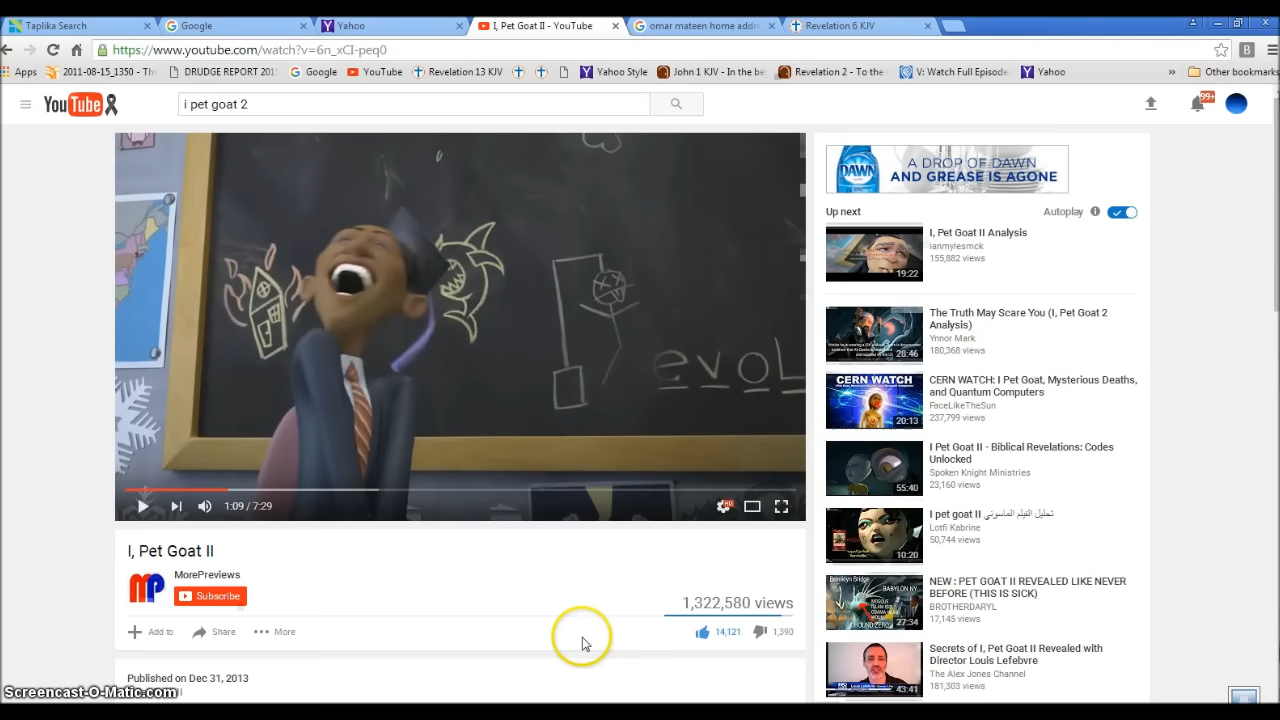 Taplika Search
Google
Yahoo
I, Pet Goat II - YouTube
omar mateen home addr
Revelation 6 KJV
https://www.youtube.com/watch?v=6n_xCI-peq0
B
Apps
2011-08-15_1350 - Th
DRUDGE REPORT 201
Google
YouTube
Revelation 13 KJV
Yahoo Style
John 1 KJV - In the be
Revelation 2 - To the
V: Watch Full Episode
Yahoo
»
Other bookmarks
YouTube
i pet goat 2
99+
evoL
1:09 / 7:29
HD
I, Pet Goat II
MP
MorePreviews
Subscribe
1,322,580 views
Add to
Share
More
14,121
1,390
Published on Dec 31, 2013
Screencast-O-Matic.com
DAWN
A DROP OF DAWN
AND GREASE IS AGONE
Up next
Autoplay
I, Pet Goat II Analysis
ianmylesmck
155,882 views
19:22
The Truth May Scare You (I, Pet Goat 2
Analysis)
Ynnor Mark
180,368 views
28:46
CERN WATCH
CERN WATCH: I Pet Goat, Mysterious Deaths,
and Quantum Computers
FaceLikeTheSun
237,799 views
20:13
I Pet Goat II - Biblical Revelations: Codes
Unlocked
Spoken Knight Ministries
23,160 views
55:40
I pet goat II تحليل الفيلم الماسوني
Lotfi Kabrine
50,744 views
10:20
Brooklyn Bridge
BABYLON NY
GROUND ZERO
NEW : PET GOAT II REVEALED LIKE NEVER
BEFORE (THIS IS SICK)
BROTHERDARYL
17,145 views
27:34
Secrets of I, Pet Goat II Revealed with
Director Louis Lefebvre
The Alex Jones Channel
181,303 views
43:41